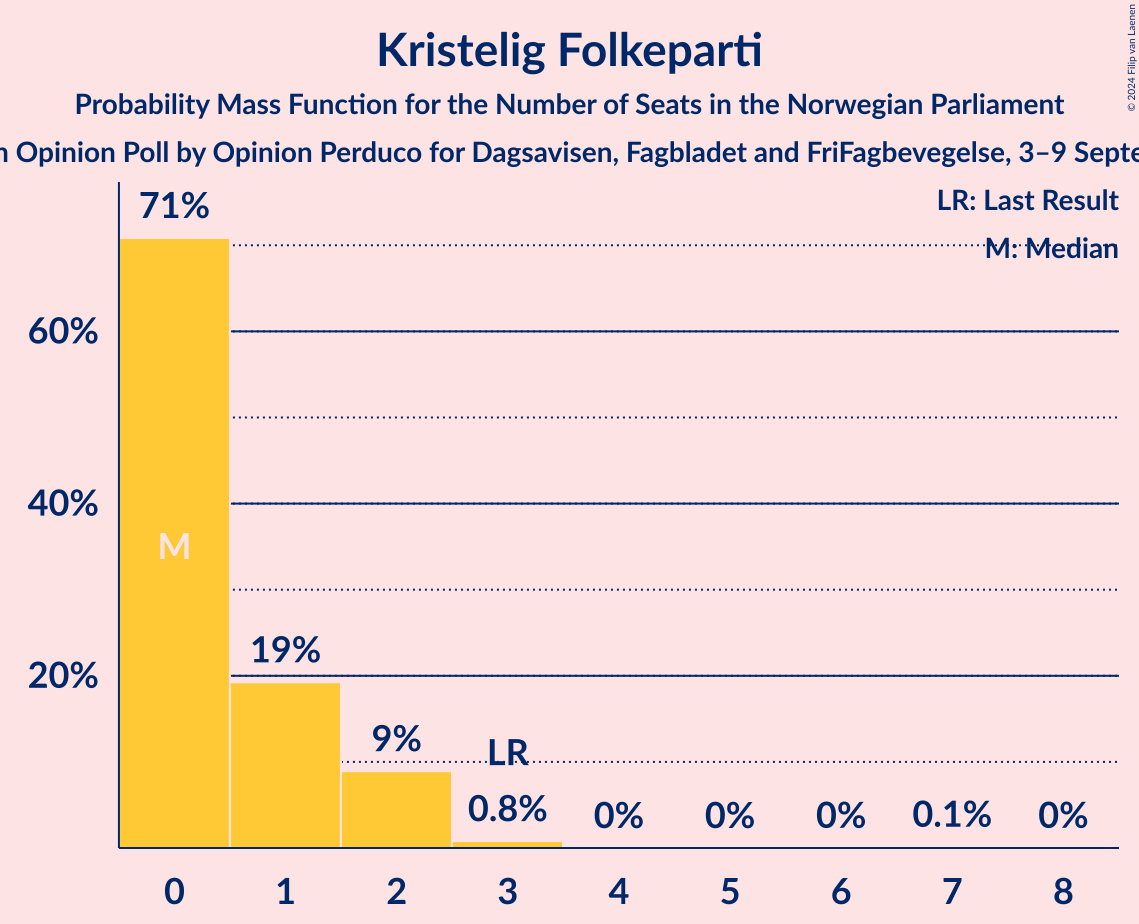 Kristelig Folkeparti
Probability Mass Function for the Number of Seats in the Norwegian Parliament
Opinion Poll by Opinion Perduco for Dagsavisen, Fagbladet and FriFagbevegelse, 3–9
© 2024 Filip van Laenen
LR: Last Result
M: Median
71%
60%
40%
20%
M
19%
9%
LR
0.8%
0%
0%
0%
0.1%
0%
0 1 2 3 4 5 6 7 8